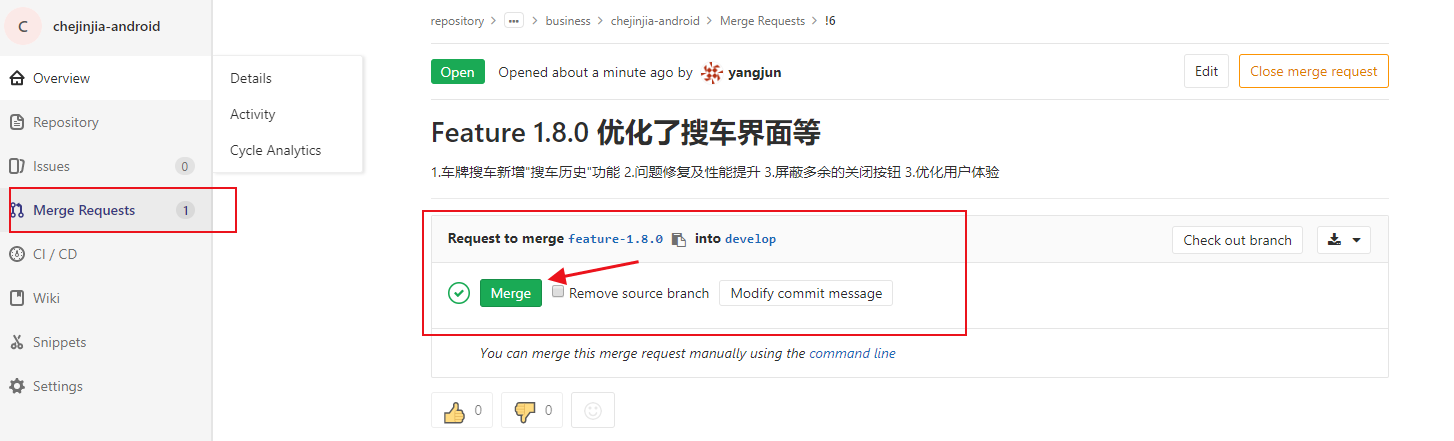 C chejinjia-android
Overview
Repository
Issues 0
Merge Requests 1
CI / CD
Wiki
Snippets
Settings
Details
Activity
Cycle Analytics
repository > ... > business > chejinjia-android > Merge Requests > !6
Open Opened about a minute ago by yangjun Edit Close merge request
Feature 1.8.0 优化了搜车界面等
1.车牌搜车新增"搜车历史"功能 2.问题修复及性能提升 3.屏蔽多余的关闭按钮 3.优化用户体验
Request to merge feature-1.8.0 into develop Check out branch
Merge Remove source branch Modify commit message
You can merge this merge request manually using the command line
0 0